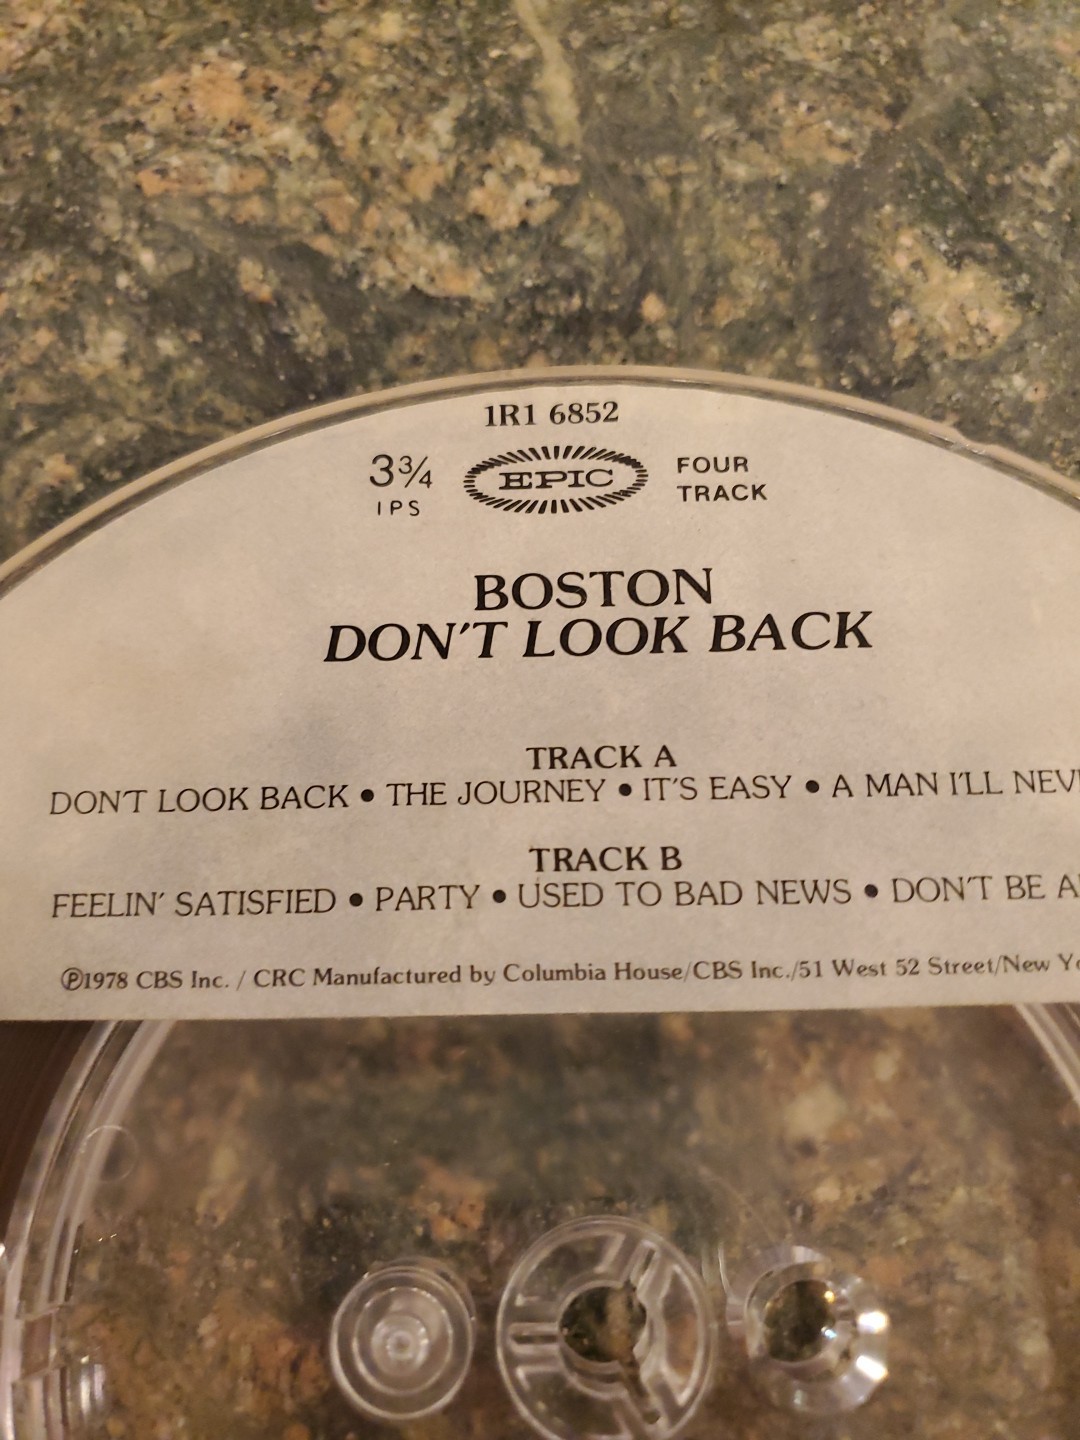 1R1 6852
3¾ IPS
EPIC
FOUR TRACK
BOSTON
DON'T LOOK BACK
TRACK A
DON'T LOOK BACK • THE JOURNEY • IT'S EASY • A MAN I'LL
TRACK B
FEELIN' SATISFIED • PARTY • USED TO BAD NEWS • DON'T BE
℗1978 CBS Inc. / CRC Manufactured by Columbia House/CBS Inc./51 West 52 Street/New